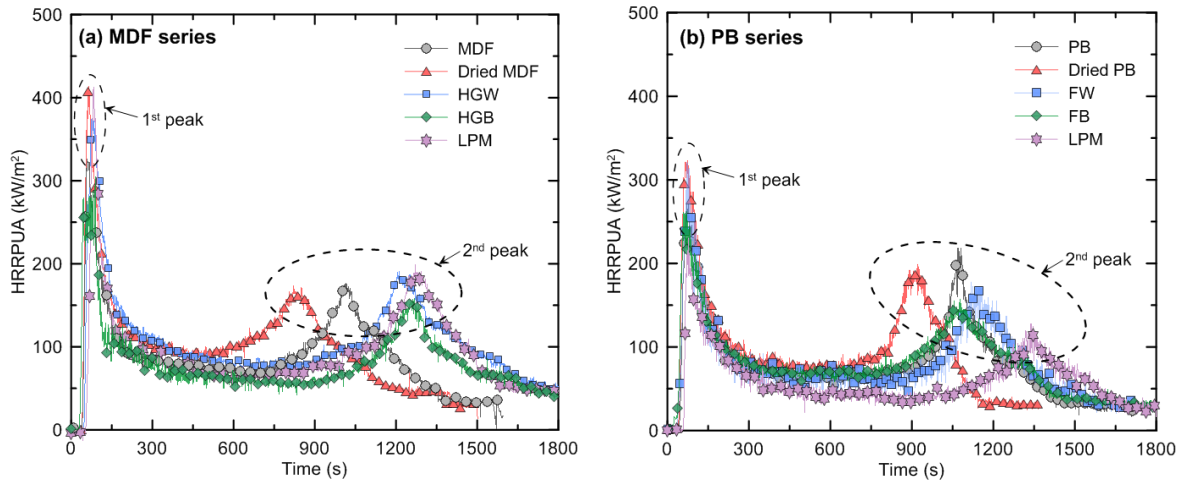 (a) MDF series
500
400
300
200
100
0
HRRPUA (kW/m²)
MDF
Dried MDF
HGW
HGB
LPM
1st peak
2nd peak
0 300 600 900 1200 1500 1800
Time (s)
(b) PB series
500
400
300
200
100
0
HRRPUA (kW/m²)
PB
Dried PB
FW
FB
LPM
1st peak
2nd peak
0 300 600 900 1200 1500 1800
Time (s)